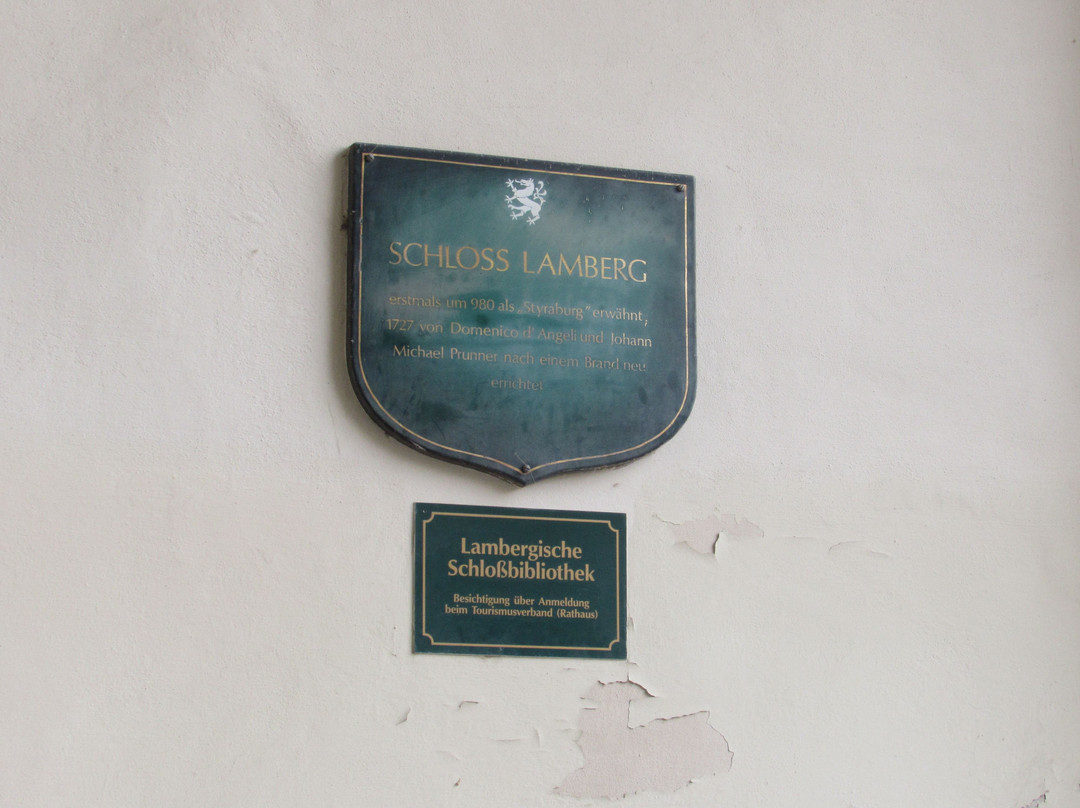 SCHLOSS LAMBERG
erstmals um 980 als „Styraburg" erwähnt,
1727 von Domenico d'Angeli und Johann
Michael Prunner nach einem Brand neu
errichtet
Lambergische
Schloßbibliothek
Besichtigung über Anmeldung
beim Tourismusverband (Rathaus)